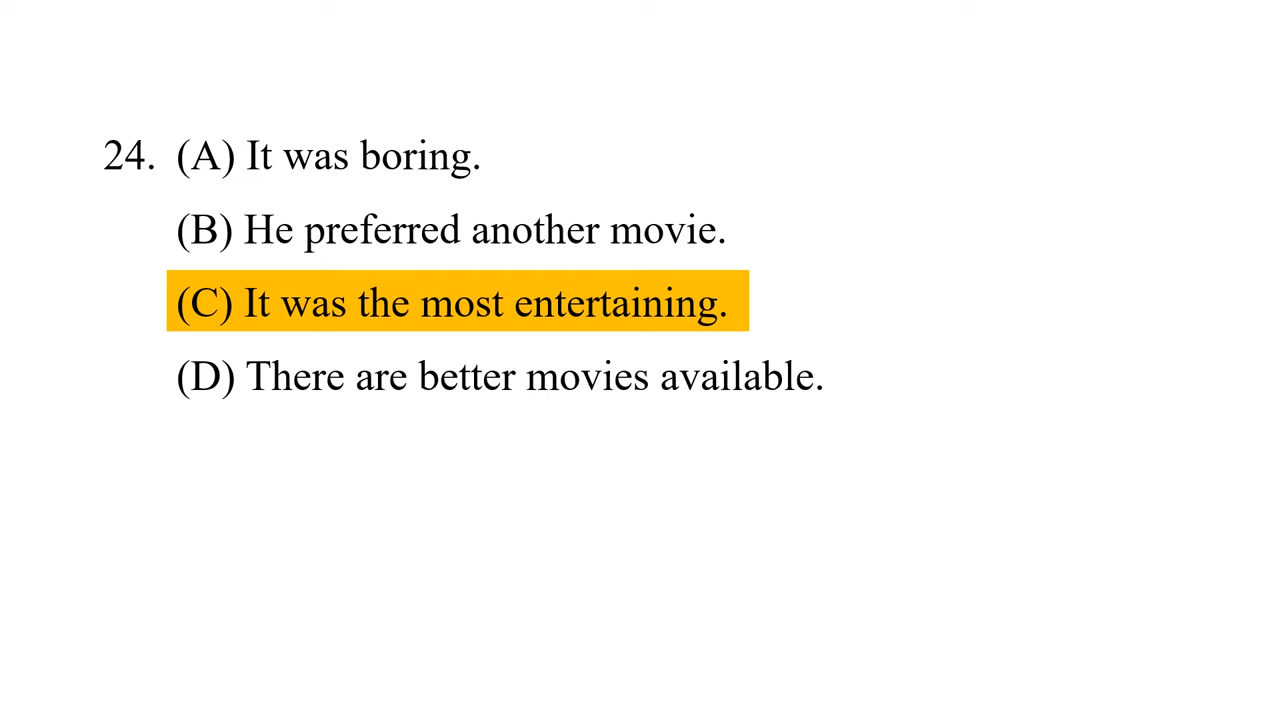 24. (A) It was boring.
(B) He preferred another movie.
(C) It was the most entertaining.
(D) There are better movies available.